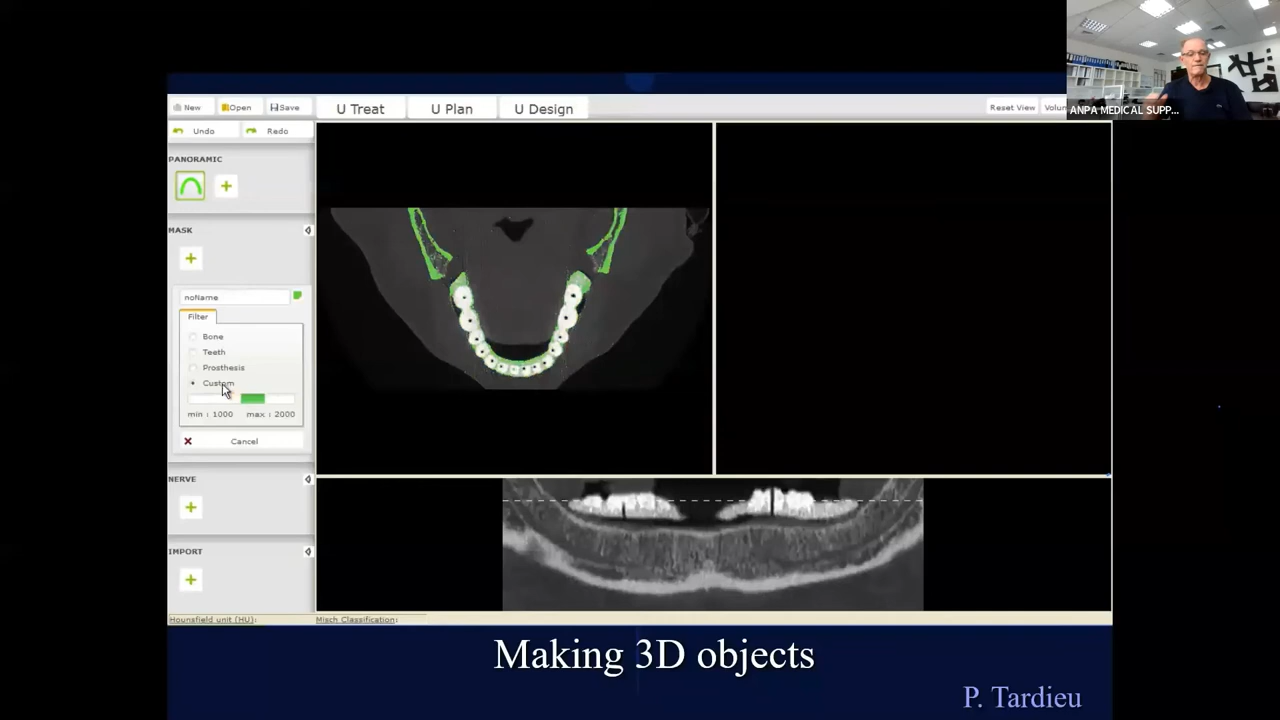 ANPA MEDICAL SUPP...
New Open Save U Treat U Plan U Design Reset View Volun
Undo Redo
PANORAMIC
MASK
noName
Filter
Bone
Teeth
Prosthesis
Custom
min : 1000 max : 2000
Cancel
NERVE
IMPORT
Hounsfield unit (HU): Misch Classification:
Making 3D objects
P. Tardieu